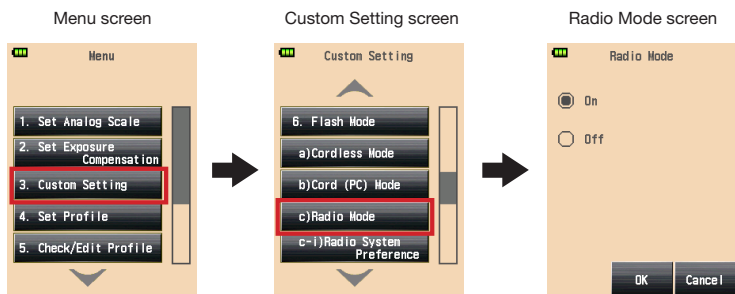 Menu screen
Custom Setting screen
Radio Mode screen
Menu
1. Set Analog Scale
2. Set Exposure
Compensation
3. Custom Setting
4. Set Profile
5. Check/Edit Profile
Custom Setting
6. Flash Mode
a)Cordless Mode
b)Cord (PC) Mode
c)Radio Mode
c-i)Radio System
Preference
Radio Mode
On
Off
OK
Cancel